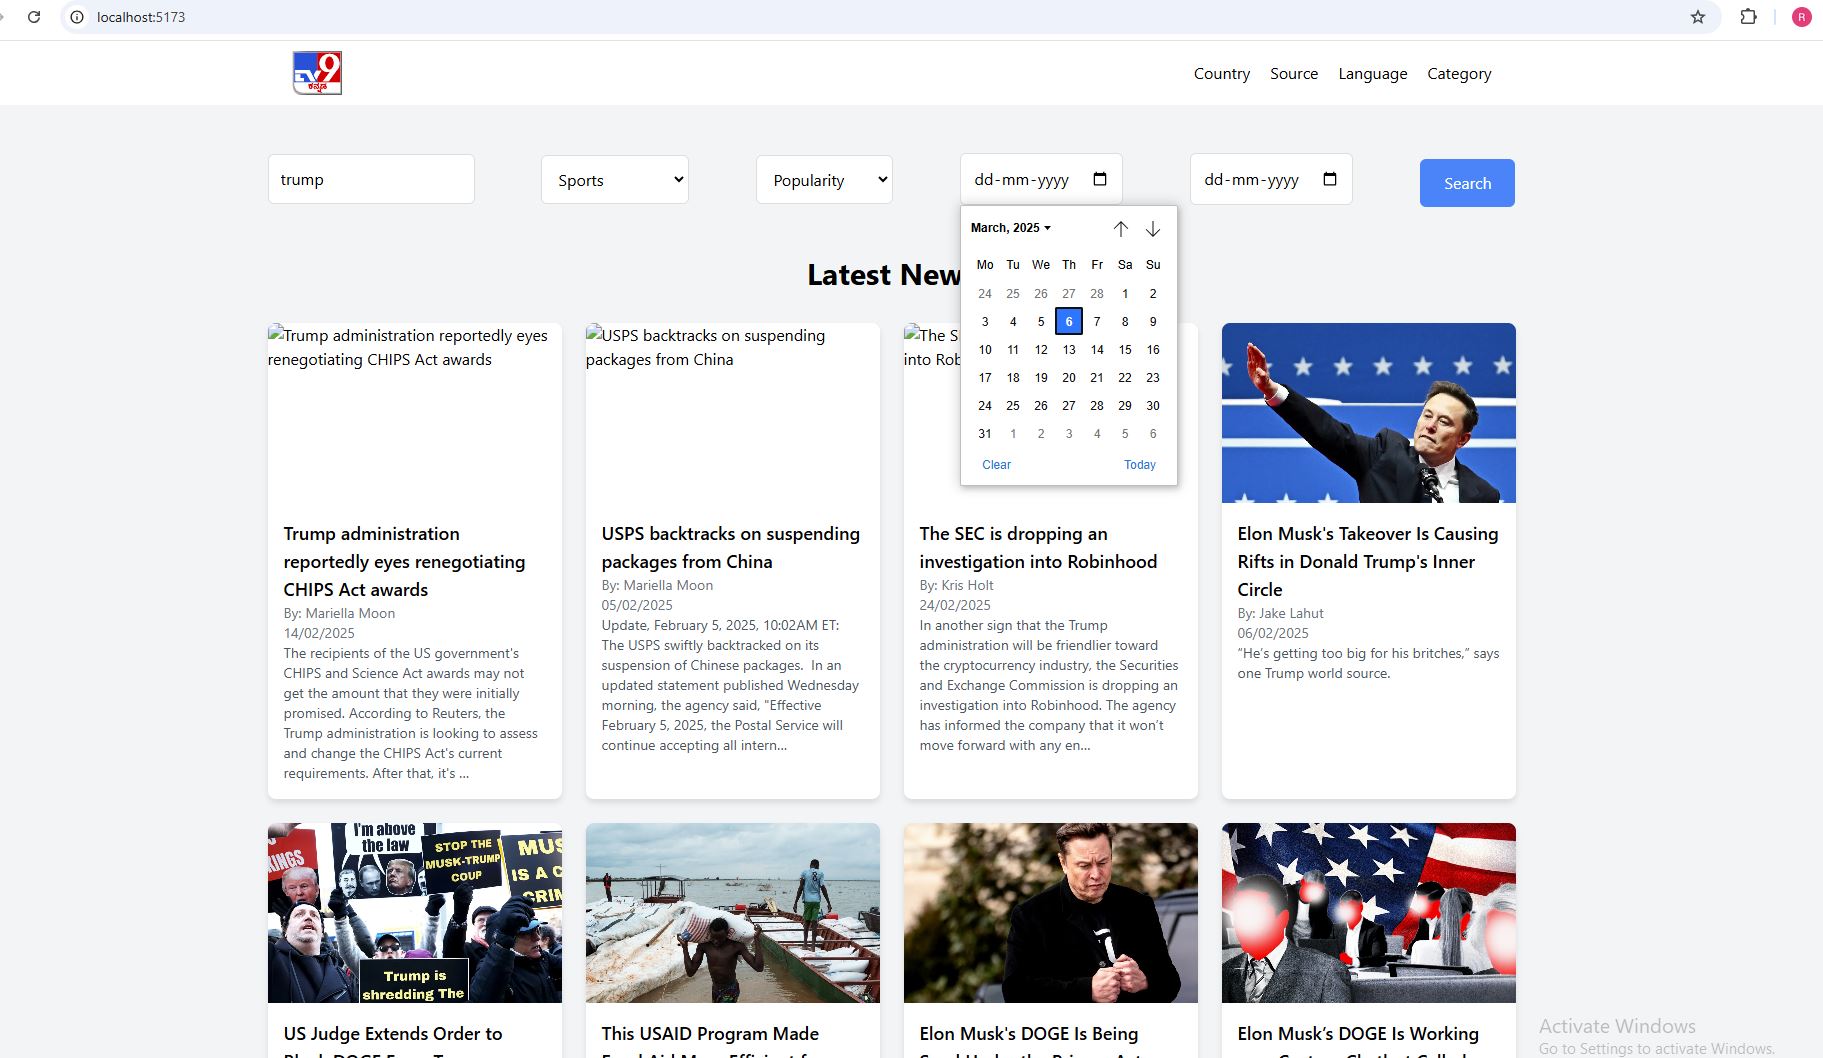 localhost:5173
R
TV9
ಕನ್ನಡ
Country Source Language Category
trump
Sports
Popularity
dd-mm-yyyy
dd-mm-yyyy
Search
March, 2025
Mo Tu We Th Fr Sa Su
24 25 26 27 28 1 2
3 4 5 6 7 8 9
10 11 12 13 14 15 16
17 18 19 20 21 22 23
24 25 26 27 28 29 30
31 1 2 3 4 5 6
Clear Today
Latest New
Trump administration reportedly eyes
renegotiating CHIPS Act awards
Trump administration
reportedly eyes renegotiating
CHIPS Act awards
By: Mariella Moon
14/02/2025
The recipients of the US government's
CHIPS and Science Act awards may not
get the amount that they were initially
promised. According to Reuters, the
Trump administration is looking to assess
and change the CHIPS Act's current
requirements. After that, it's ...
USPS backtracks on suspending
packages from China
USPS backtracks on suspending
packages from China
By: Mariella Moon
05/02/2025
Update, February 5, 2025, 10:02AM ET:
The USPS swiftly backtracked on its
suspension of Chinese packages.  In an
updated statement published Wednesday
morning, the agency said, "Effective
February 5, 2025, the Postal Service will
continue accepting all intern...
The S
into Rob
The SEC is dropping an
investigation into Robinhood
By: Kris Holt
24/02/2025
In another sign that the Trump
administration will be friendlier toward
the cryptocurrency industry, the Securities
and Exchange Commission is dropping an
investigation into Robinhood. The agency
has informed the company that it won’t
move forward with any en...
Elon Musk's Takeover Is Causing
Rifts in Donald Trump's Inner
Circle
By: Jake Lahut
06/02/2025
“He’s getting too big for his britches,” says
one Trump world source.
KINGS
I'm above
the law
STOP THE
MUSK-TRUMP
COUP
MUS
IS A C
CRIM
Trump is
shredding The
8
US Judge Extends Order to
This USAID Program Made
Elon Musk's DOGE Is Being
Elon Musk’s DOGE Is Working
Activate Windows
Go to Settings to activate Windows.